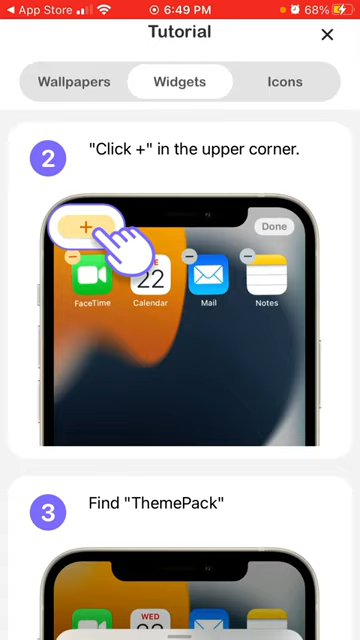 App Store 6:49 PM 68%
Tutorial
Wallpapers Widgets Icons
2 "Click +" in the upper corner.
+ Done
22
FaceTime Calendar Mail Notes
3 Find "ThemePack"
WED
22